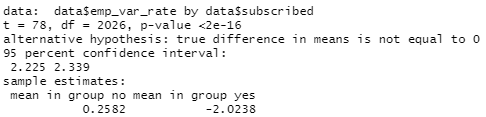 data:  data$emp_var_rate by data$subscribed
t = 78, df = 2026, p-value <2e-16
alternative hypothesis: true difference in means is not equal to 0
95 percent confidence interval:
 2.225 2.339
sample estimates:
 mean in group no mean in group yes
           0.2582           -2.0238